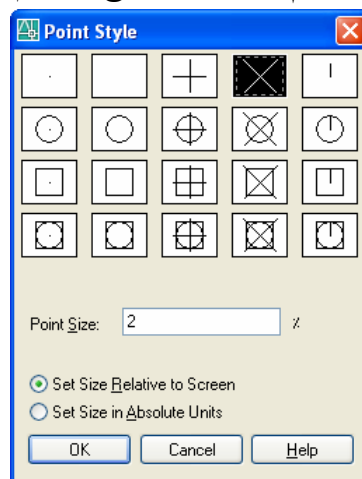 Point Style
Point Size: 2 %
Set Size Relative to Screen
Set Size in Absolute Units
OK Cancel Help